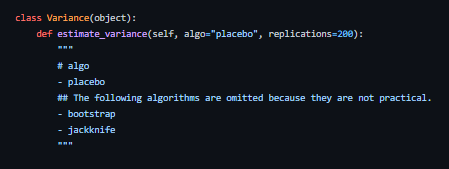 class Variance(object):
    def estimate_variance(self, algo="placebo", replications=200):
        """
        # algo
        - placebo
        ## The following algorithms are omitted because they are not practical.
        - bootstrap
        - jackknife
        """